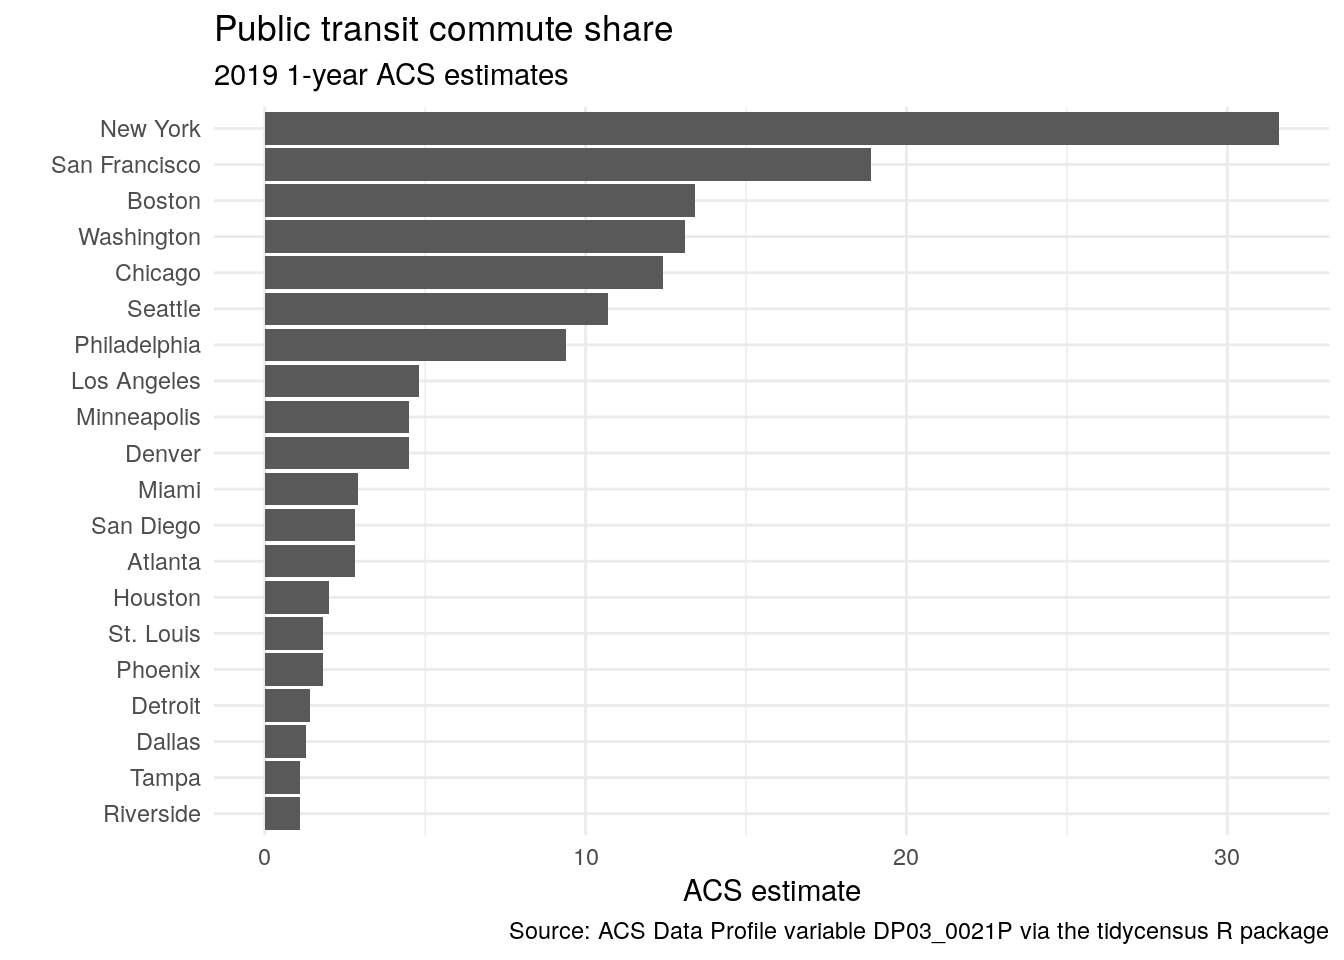 Public transit commute share
2019 1-year ACS estimates
New York
San Francisco
Boston
Washington
Chicago
Seattle
Philadelphia
Los Angeles
Minneapolis
Denver
Miami
San Diego
Atlanta
Houston
St. Louis
Phoenix
Detroit
Dallas
Tampa
Riverside
0 10 20 30
ACS estimate
Source: ACS Data Profile variable DP03_0021P via the tidycensus R package